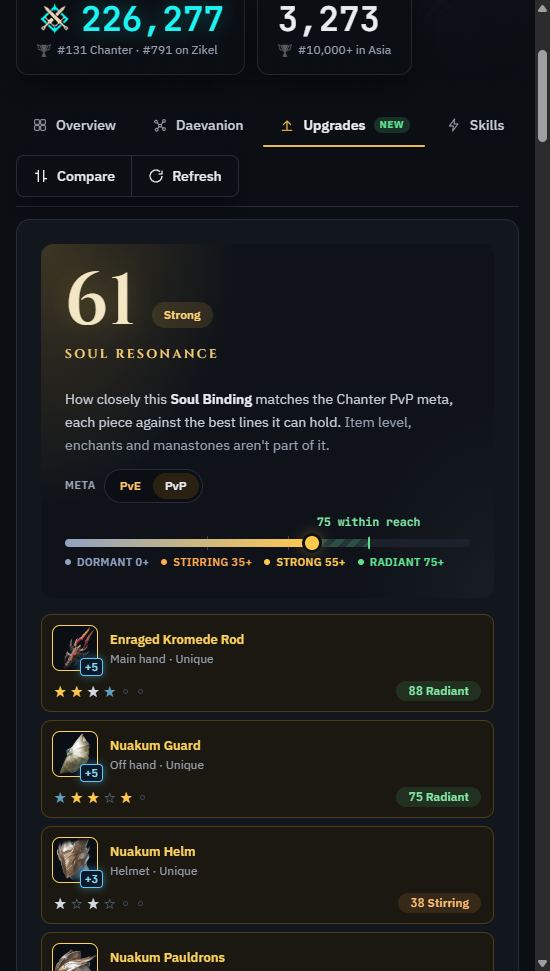 226,277
#131 Chanter · #791 on Zikel
3,273
#10,000+ in Asia
Overview
Daevanion
Upgrades NEW
Skills
Compare
Refresh
61 Strong
SOUL RESONANCE
How closely this Soul Binding matches the Chanter PvP meta,
each piece against the best lines it can hold. Item level,
enchants and manastones aren't part of it.
META PvE PvP
75 within reach
DORMANT 0+ STIRRING 35+ STRONG 55+ RADIANT 75+
Enraged Kromede Rod
+5
Main hand · Unique
88 Radiant
Nuakum Guard
+5
Off hand · Unique
75 Radiant
Nuakum Helm
+3
Helmet · Unique
38 Stirring
Nuakum Pauldrons